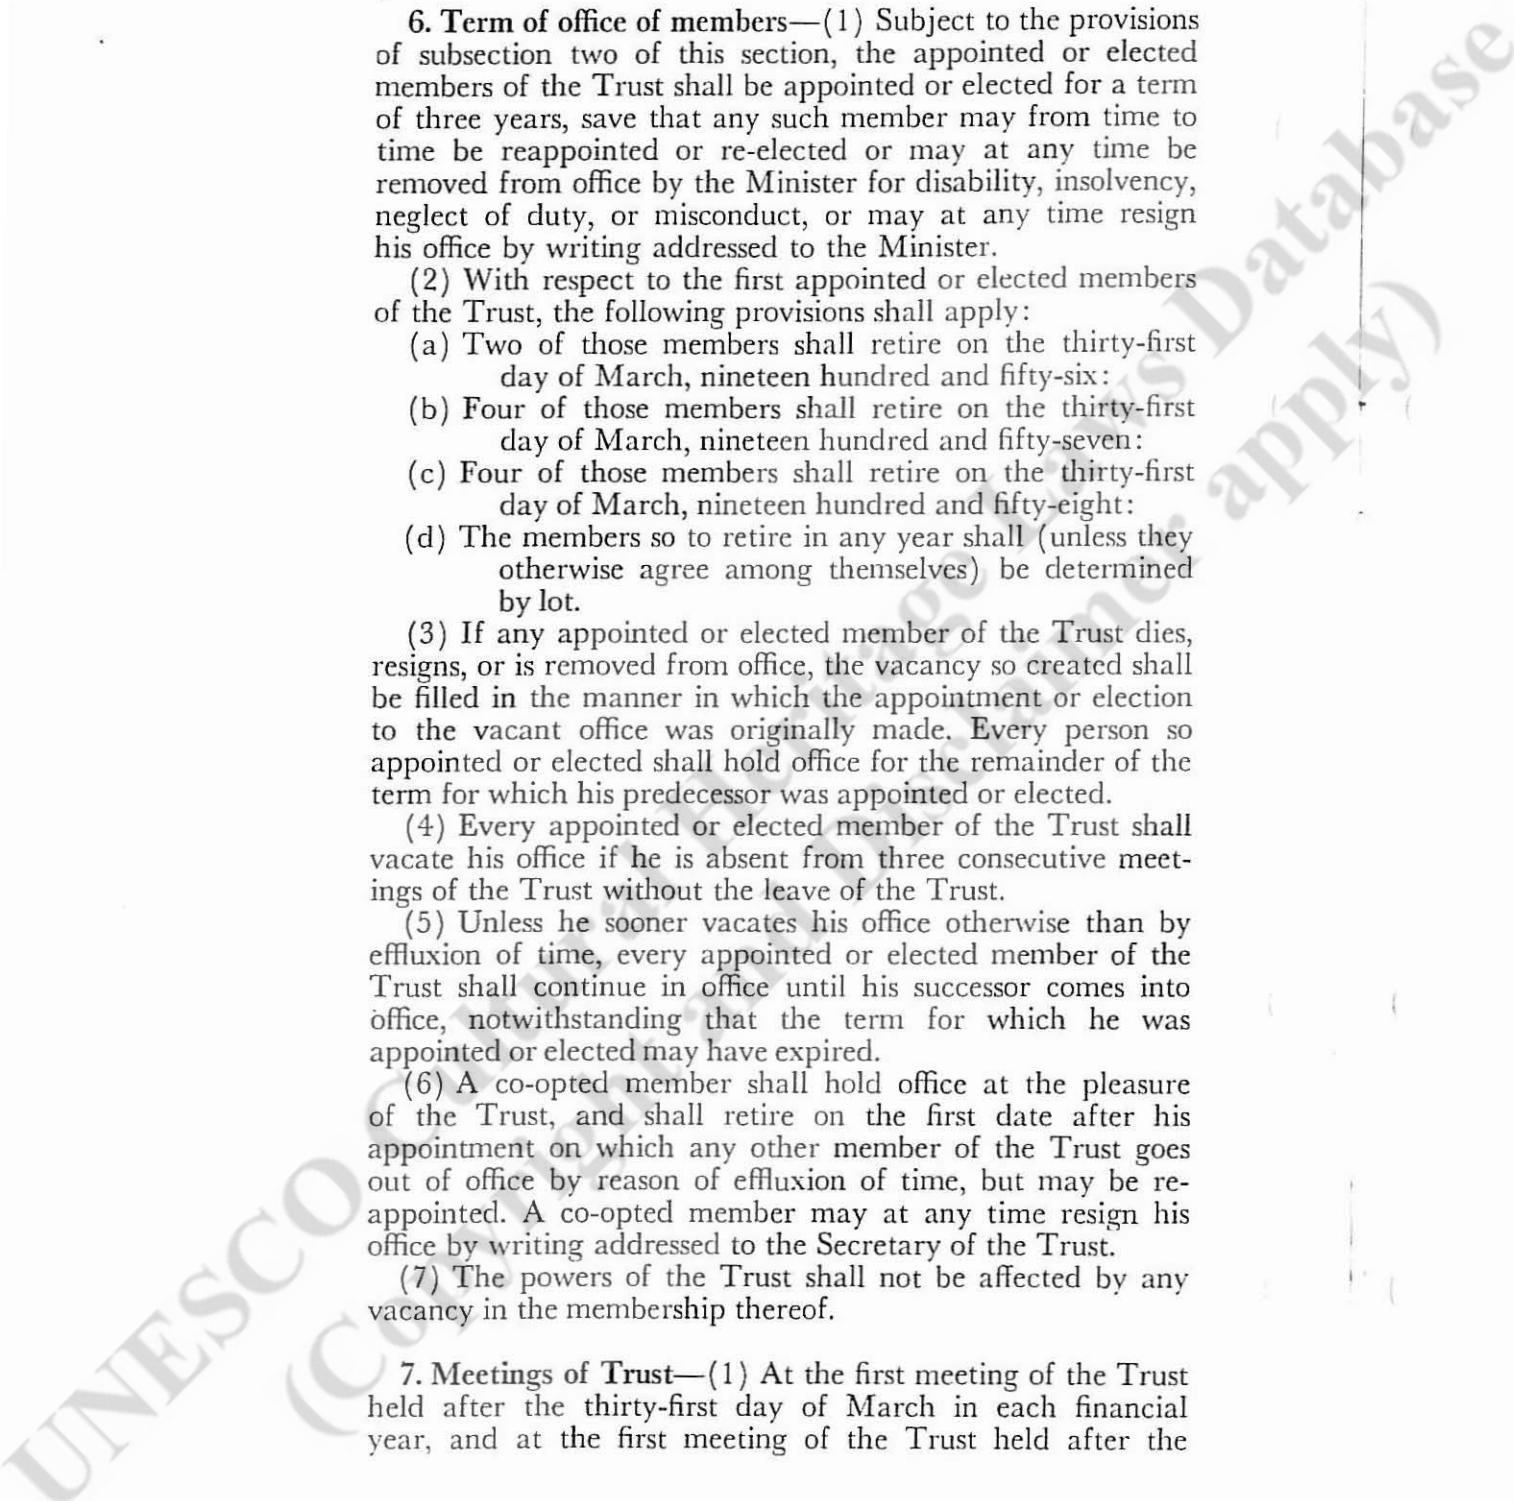 6. Term of office of members—(1) Subject to the provisions
of subsection two of this section, the appointed or elected
members of the Trust shall be appointed or elected for a term
of three years, save that any such member may from time to
time be reappointed or re-elected or may at any time be
removed from office by the Minister for disability, insolvency,
neglect of duty, or misconduct, or may at any time resign
his office by writing addressed to the Minister.
(2) With respect to the first appointed or elected members
of the Trust, the following provisions shall apply:
(a) Two of those members shall retire on the thirty-first
day of March, nineteen hundred and fifty-six:
(b) Four of those members shall retire on the thirty-first
day of March, nineteen hundred and fifty-seven:
(c) Four of those members shall retire on the thirty-first
day of March, nineteen hundred and fifty-eight:
(d) The members so to retire in any year shall (unless they
otherwise agree among themselves) be determined
by lot.
(3) If any appointed or elected member of the Trust dies,
resigns, or is removed from office, the vacancy so created shall
be filled in the manner in which the appointment or election
to the vacant office was originally made. Every person so
appointed or elected shall hold office for the remainder of the
term for which his predecessor was appointed or elected.
(4) Every appointed or elected member of the Trust shall
vacate his office if he is absent from three consecutive meet-
ings of the Trust without the leave of the Trust.
(5) Unless he sooner vacates his office otherwise than by
effluxion of time, every appointed or elected member of the
Trust shall continue in office until his successor comes into
office, notwithstanding that the term for which he was
appointed or elected may have expired.
(6) A co-opted member shall hold office at the pleasure
of the Trust, and shall retire on the first date after his
appointment on which any other member of the Trust goes
out of office by reason of effluxion of time, but may be re-
appointed. A co-opted member may at any time resign his
office by writing addressed to the Secretary of the Trust.
(7) The powers of the Trust shall not be affected by any
vacancy in the membership thereof.
7. Meetings of Trust—(1) At the first meeting of the Trust
held after the thirty-first day of March in each financial
year, and at the first meeting of the Trust held after the
UNESCO Cultural Heritage Laws Database
(Copyright and Disclaimer apply)